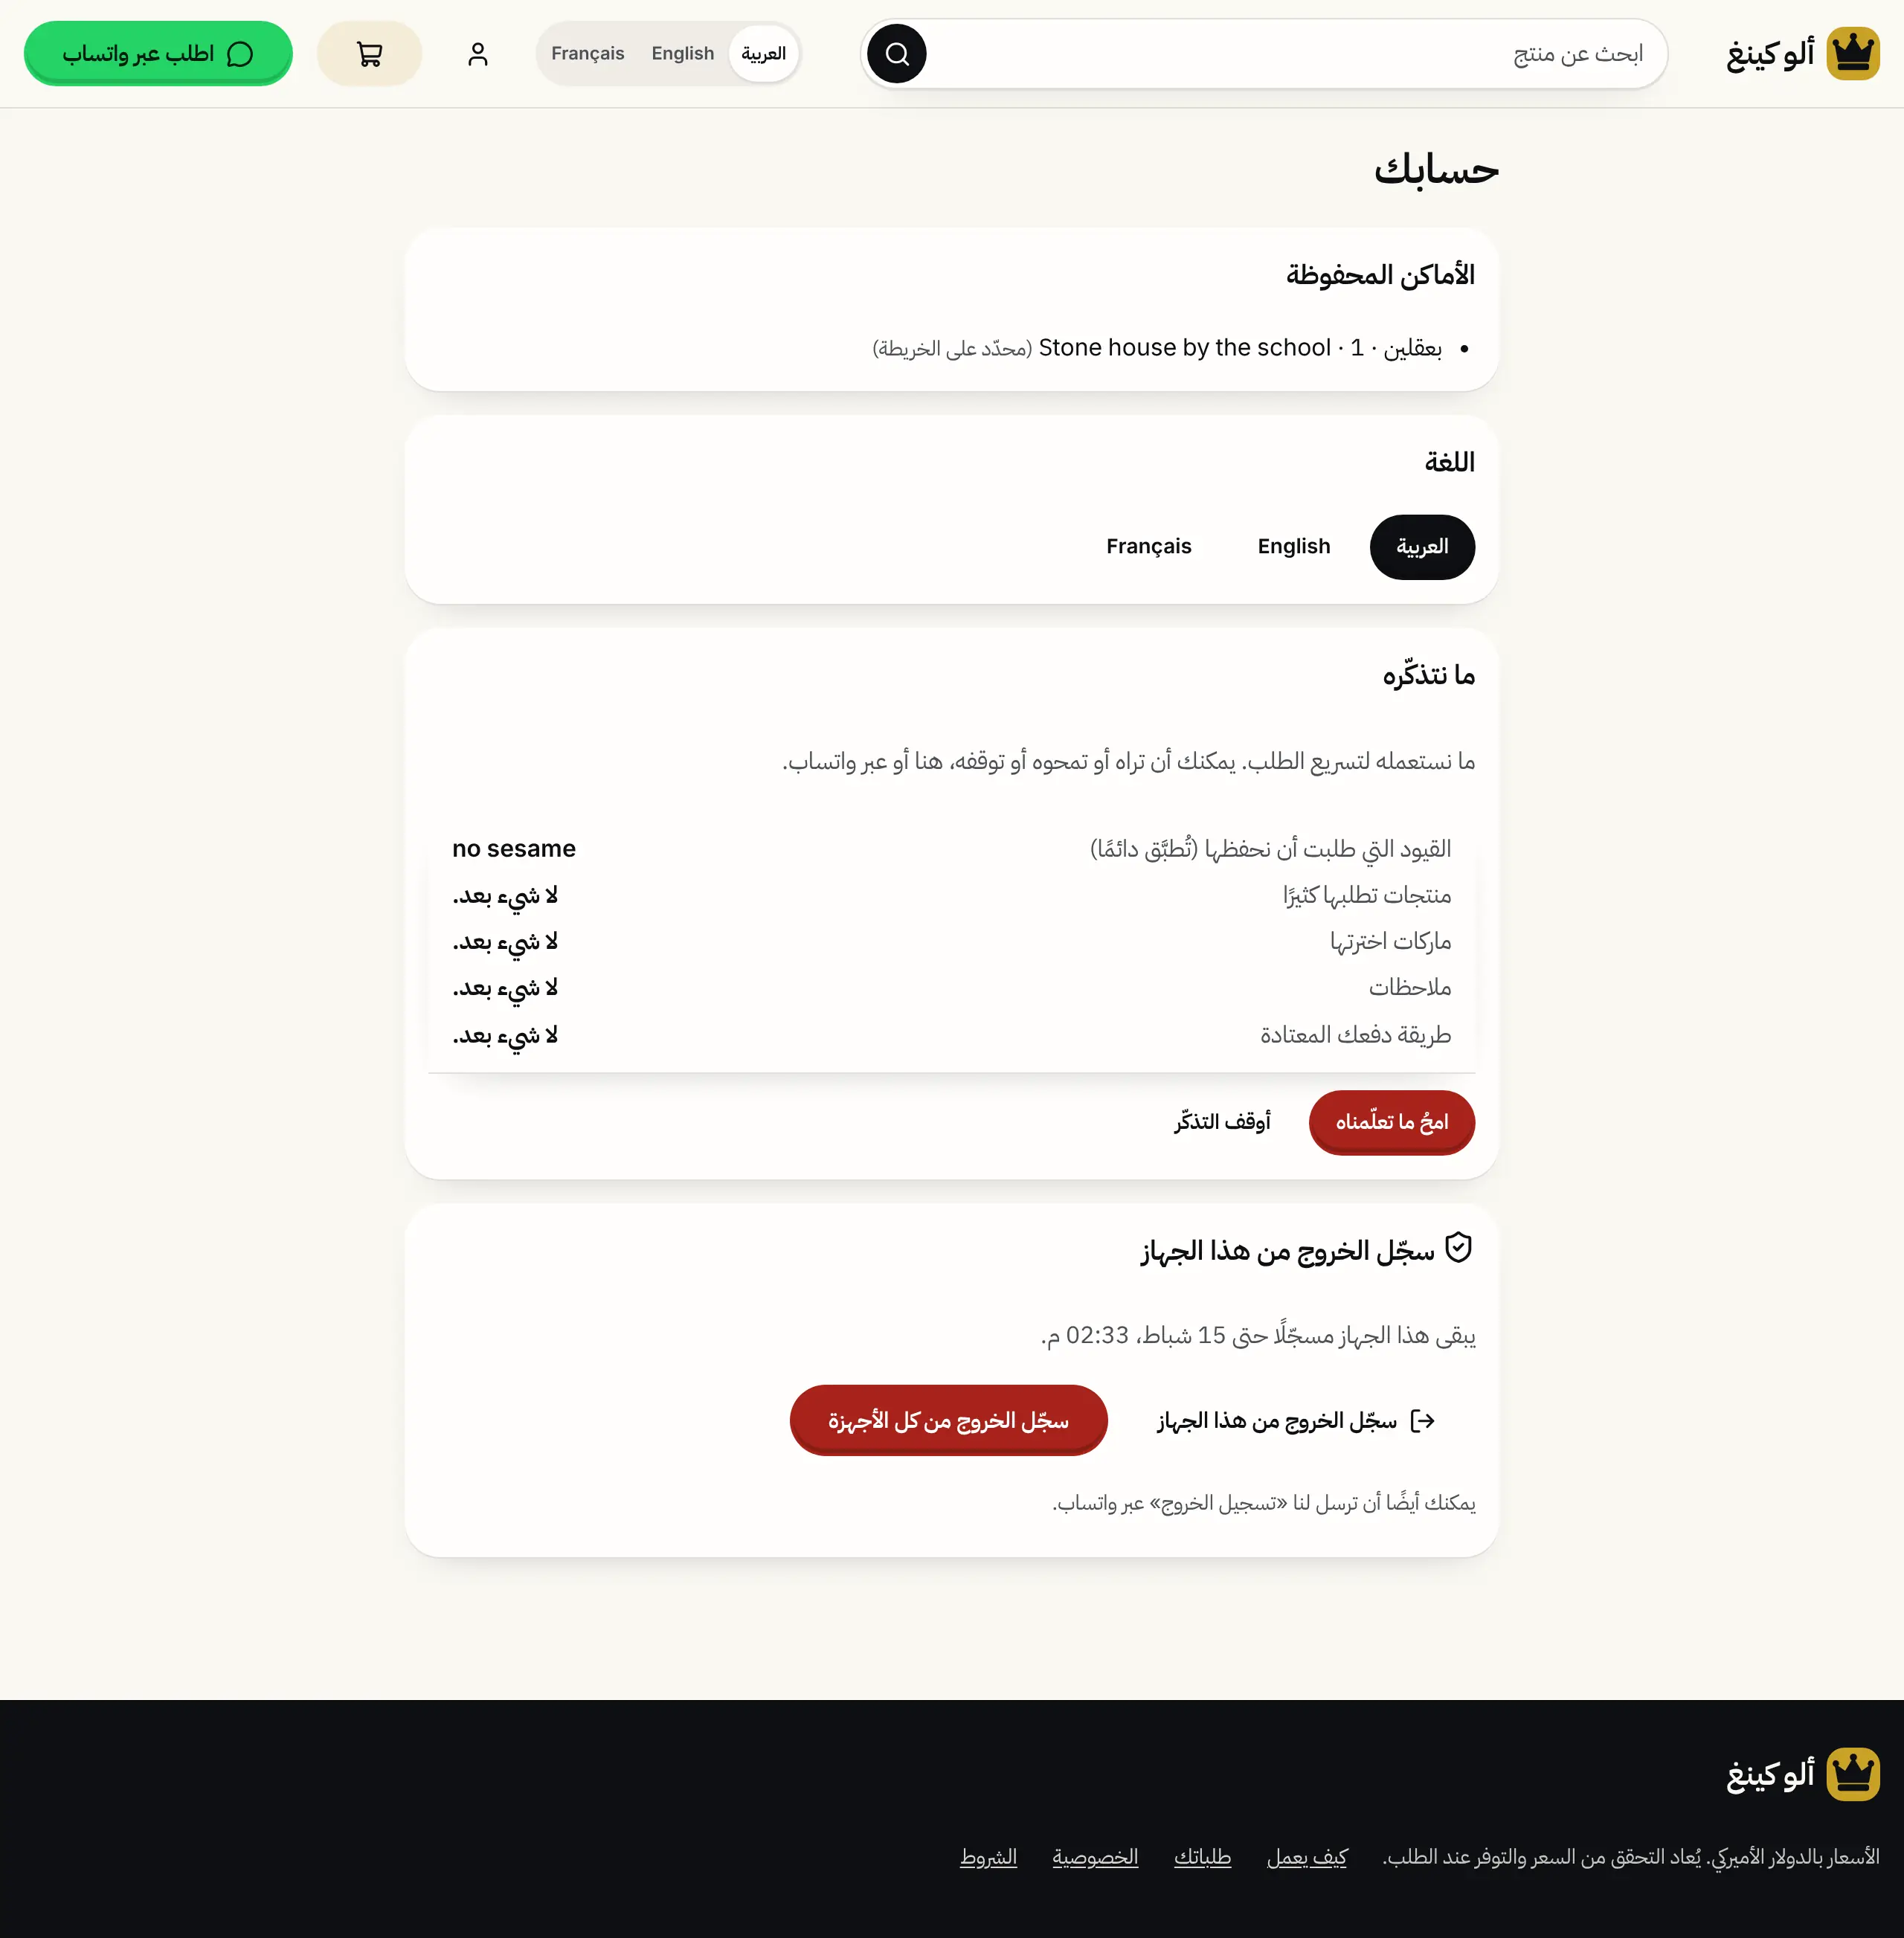 ألو كينغ
ابحث عن منتج
العربية English Français
اطلب عبر واتساب
حسابك
الأماكن المحفوظة
بعقلين · 1 · Stone house by the school (محدّد على الخريطة)
اللغة
العربية English Français
ما نتذكّره
ما نستعمله لتسريع الطلب. يمكنك أن تراه أو تمحوه أو توقفه، هنا أو عبر واتساب.
القيود التي طلبت أن نحفظها (تُطبَّق دائمًا) no sesame
منتجات تطلبها كثيرًا لا شيء بعد.
ماركات اخترتها لا شيء بعد.
ملاحظات لا شيء بعد.
طريقة دفعك المعتادة لا شيء بعد.
امحُ ما تعلّمناه أوقف التذكّر
سجّل الخروج من هذا الجهاز
يبقى هذا الجهاز مسجّلًا حتى 15 شباط، 02:33 م.
سجّل الخروج من هذا الجهاز سجّل الخروج من كل الأجهزة
يمكنك أيضًا أن ترسل لنا «تسجيل الخروج» عبر واتساب.
ألو كينغ
الأسعار بالدولار الأميركي. يُعاد التحقق من السعر والتوفر عند الطلب. كيف يعمل طلباتك الخصوصية الشروط